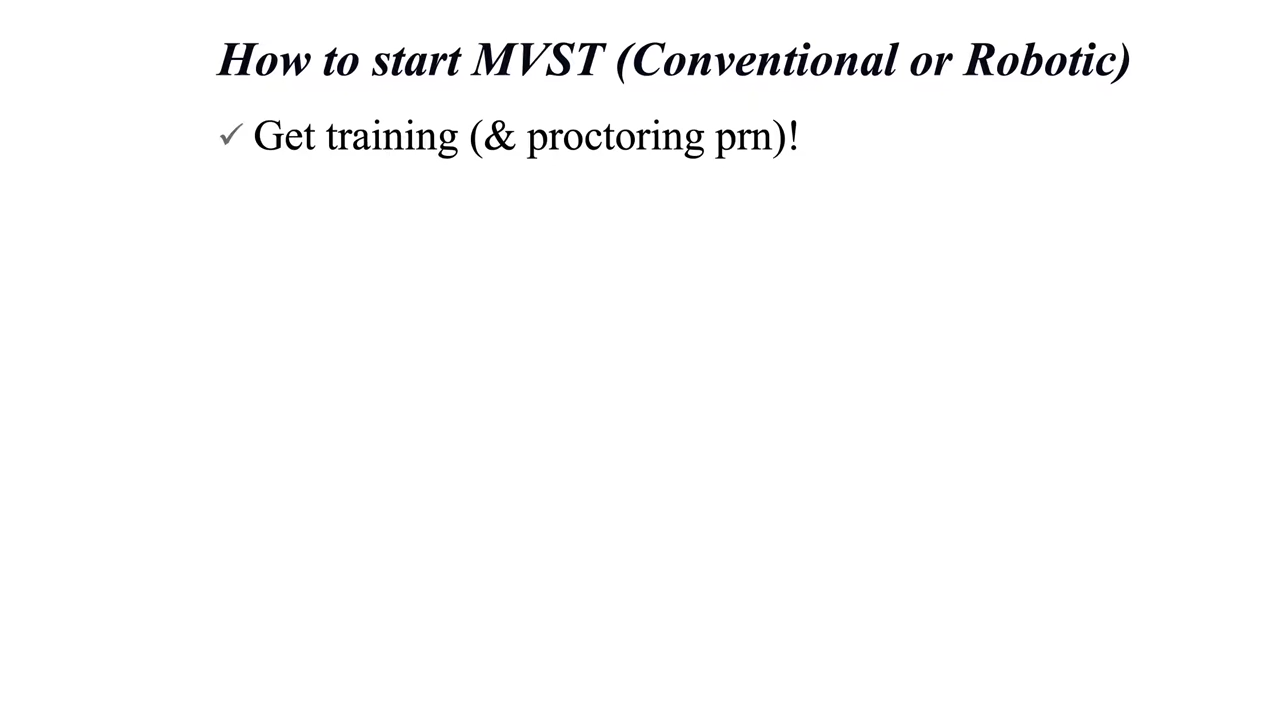 How to start MVST (Conventional or Robotic)
✓ Get training (& proctoring prn)!